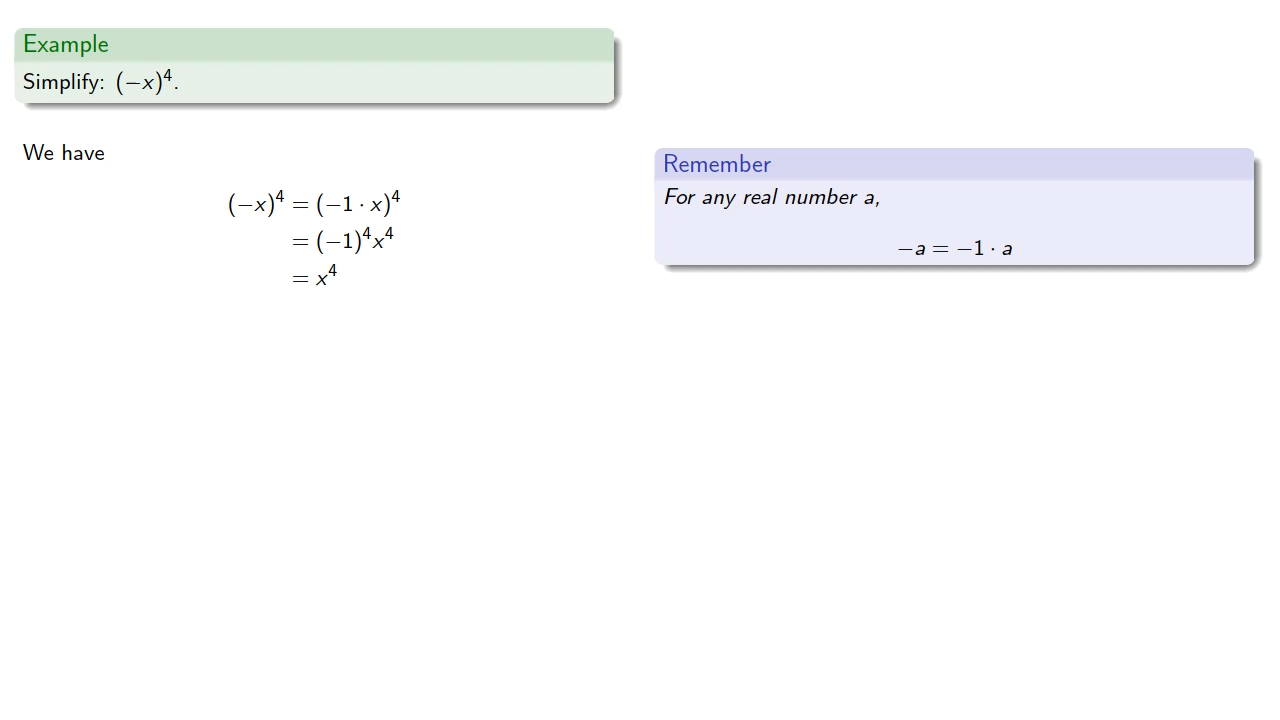 Example
Simplify: (−x)⁴.
We have
(−x)⁴ = (−1 · x)⁴
= (−1)⁴x⁴
= x⁴
Remember
For any real number a,
−a = −1 · a